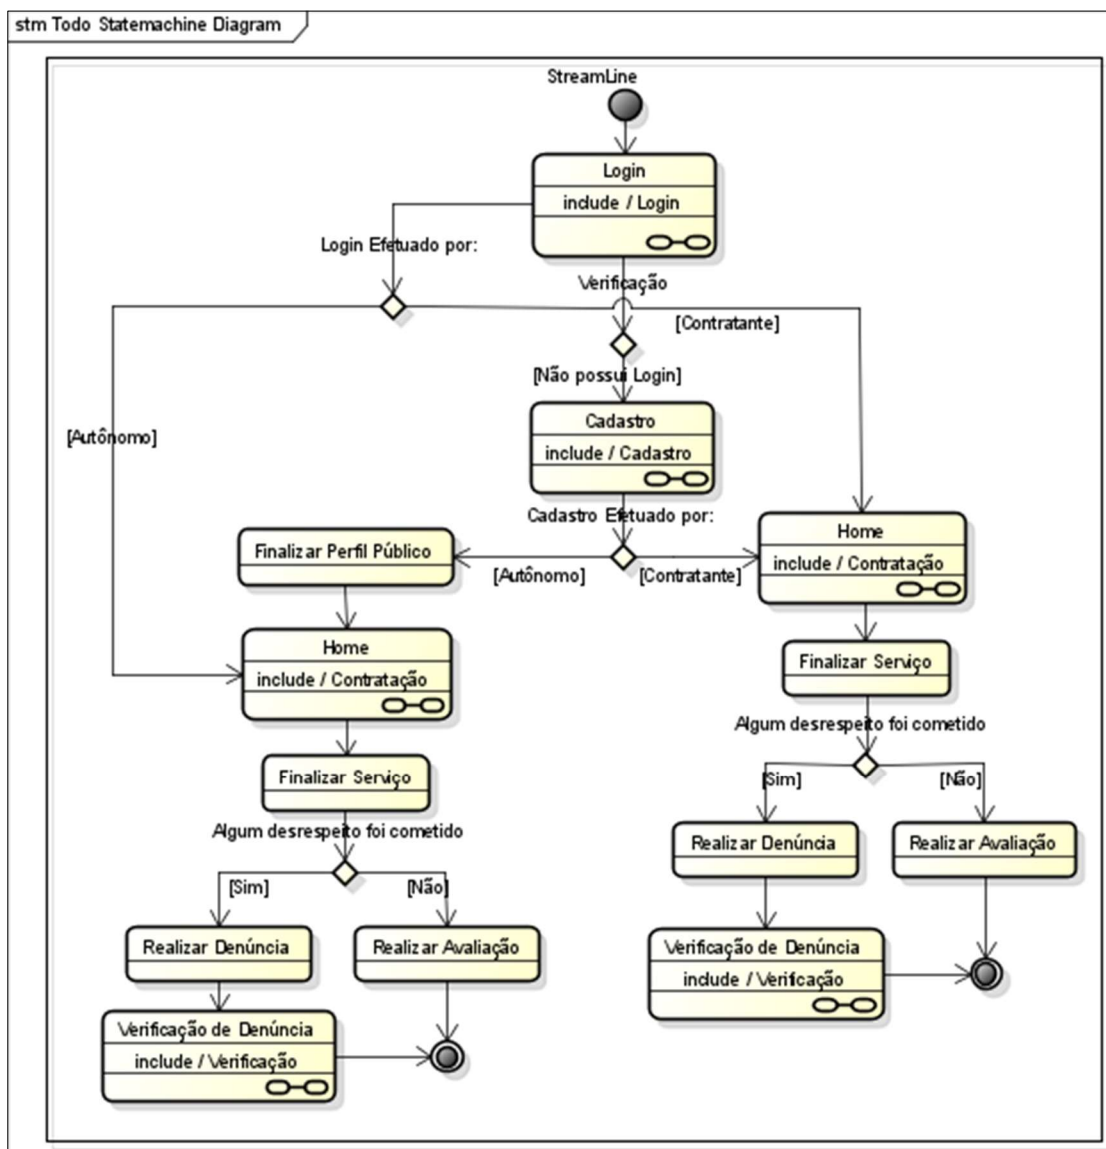 stm Todo Statemachine Diagram
StreamLine
Login
include / Login
Login Efetuado por:
Verificação
[Contratante]
[Não possui Login]
[Autônomo]
Cadastro
include / Cadastro
Cadastro Efetuado por:
Finalizar Perfil Público
[Autônomo]
[Contratante]
Home
include / Contratação
Home
include / Contratação
Finalizar Serviço
Algum desrespeito foi cometido
[Sim]
[Não]
Finalizar Serviço
Algum desrespeito foi cometido
[Sim]
[Não]
Realizar Denúncia
Realizar Avaliação
Realizar Denúncia
Realizar Avaliação
Verificação de Denúncia
include / Verificação
Verificação de Denúncia
include / Verificação